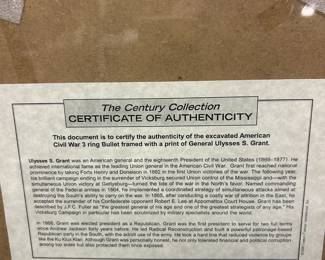 The Century Collection
CERTIFICATE OF AUTHENTICITY
This document is to certify the authenticity of the excavated American
Civil War 3 ring Bullet framed with a print of General Ulysses S. Grant.
Ulysses S. Grant was an American general and the eighteenth President of the United States (1869–1877). He
achieved international fame as the leading Union general in the American Civil War. Grant first reached national
prominence by taking Forts Henry and Donelson in 1862 in the first Union victories of the war. The following year,
his brilliant campaign ending in the surrender of Vicksburg secured Union control of the Mississippi and—with the
simultaneous Union victory at Gettysburg—turned the tide of the war in the North's favor. Named commanding
general of the Federal armies in 1864, he implemented a coordinated strategy of simultaneous attacks aimed at
destroying the South's ability to carry on the war. In 1865, after conducting a costly war of attrition in the East, he
accepted the surrender of his Confederate opponent Robert E. Lee at Appomattox Court House. Grant has been
described by J.F.C. Fuller as "the greatest general of his age and one of the greatest strategists of any age." His
Vicksburg Campaign in particular has been scrutinized by military specialists around the world.
In 1868, Grant was elected president as a Republican. Grant was the first president to serve for two full terms
since Andrew Jackson forty years before. He led Radical Reconstruction and built a powerful patronage-based
Republican party in the South, with the adroit use of the army. He took a hard line that reduced violence by groups
like the Ku Klux Klan. Although Grant was personally honest, he not only tolerated financial and political corruption
among top aides but also protected them once exposed.